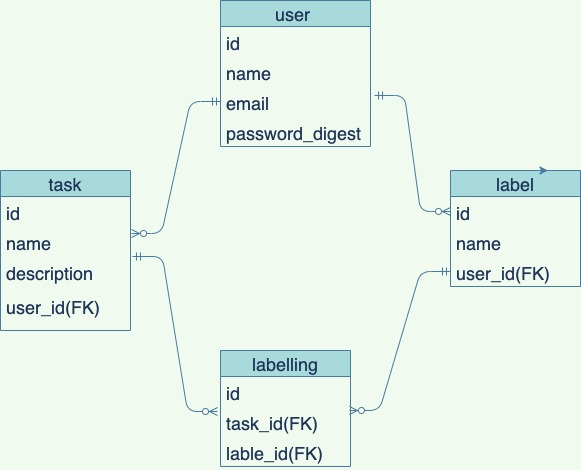 user
id
name
email
password_digest
task
id
name
description
user_id(FK)
label
id
name
user_id(FK)
labelling
id
task_id(FK)
lable_id(FK)